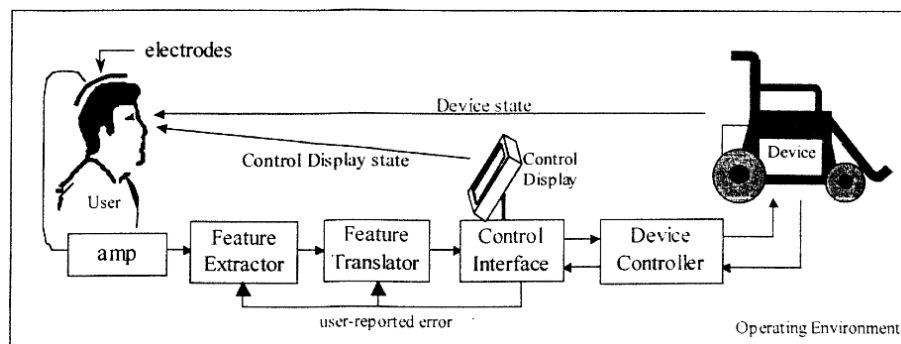 electrodes
Device state
Control Display state
Control
Display
Device
User
amp
Feature
Extractor
Feature
Translator
Control
Interface
Device
Controller
user-reported error
Operating Environment